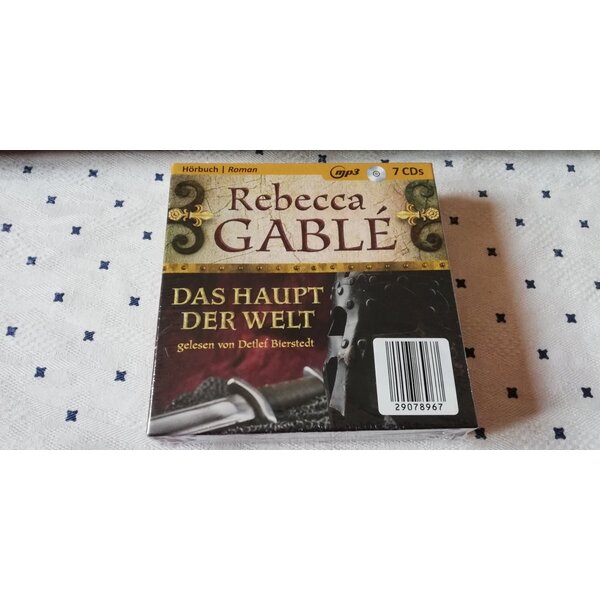 Hörbuch | Roman mp3 7 CDs
Rebecca
GABLÉ
DAS HAUPT
DER WELT
gelesen von Detlef Bierstedt
29078967